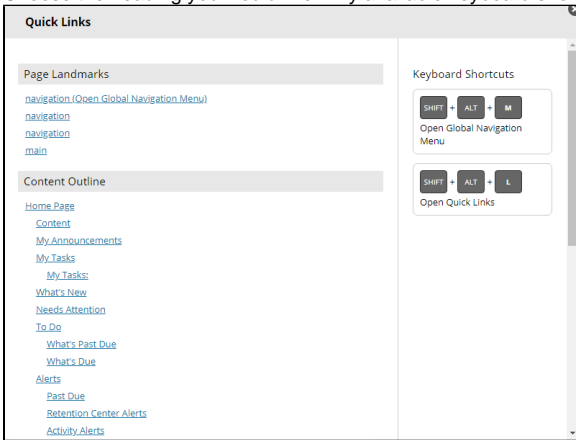 Quick Links
Page Landmarks
navigation (Open Global Navigation Menu)
navigation
navigation
main
Content Outline
Home Page
Content
My Announcements
My Tasks
My Tasks:
What's New
Needs Attention
To Do
What's Past Due
What's Due
Alerts
Past Due
Retention Center Alerts
Activity Alerts
Keyboard Shortcuts
SHIFT + ALT + M
Open Global Navigation
Menu
SHIFT + ALT + L
Open Quick Links